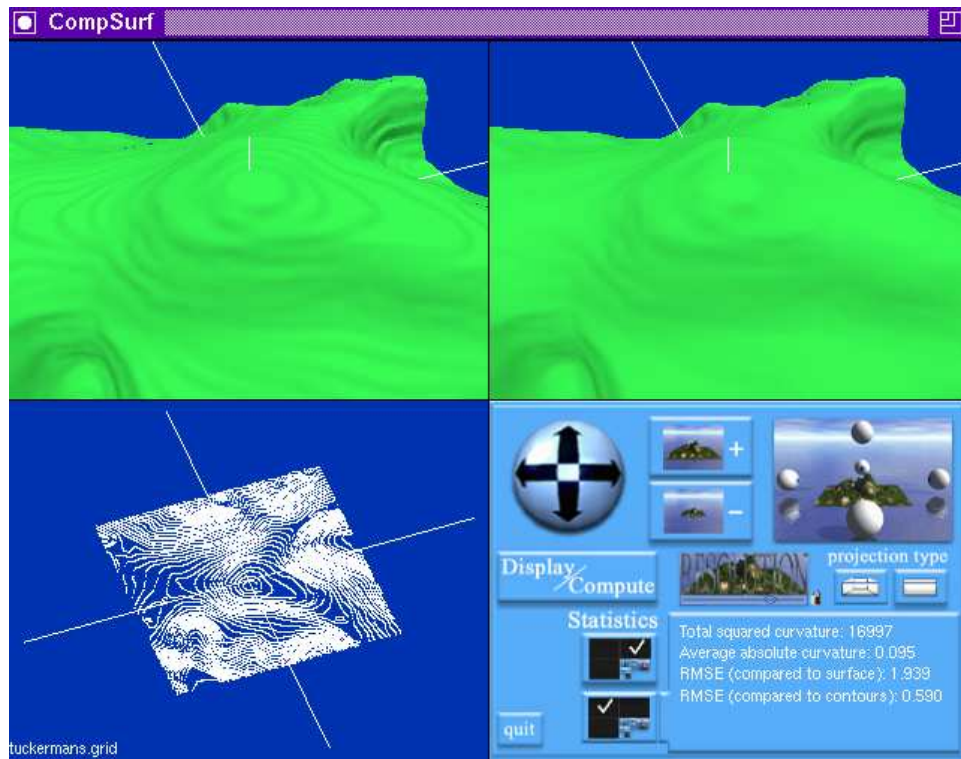 CompSurf
tuckermans.grid
+
−
Display/Compute
RESOLUTION
projection type
Statistics
Total squared curvature: 16997
Average absolute curvature: 0.095
RMSE (compared to surface): 1.939
RMSE (compared to contours): 0.590
quit